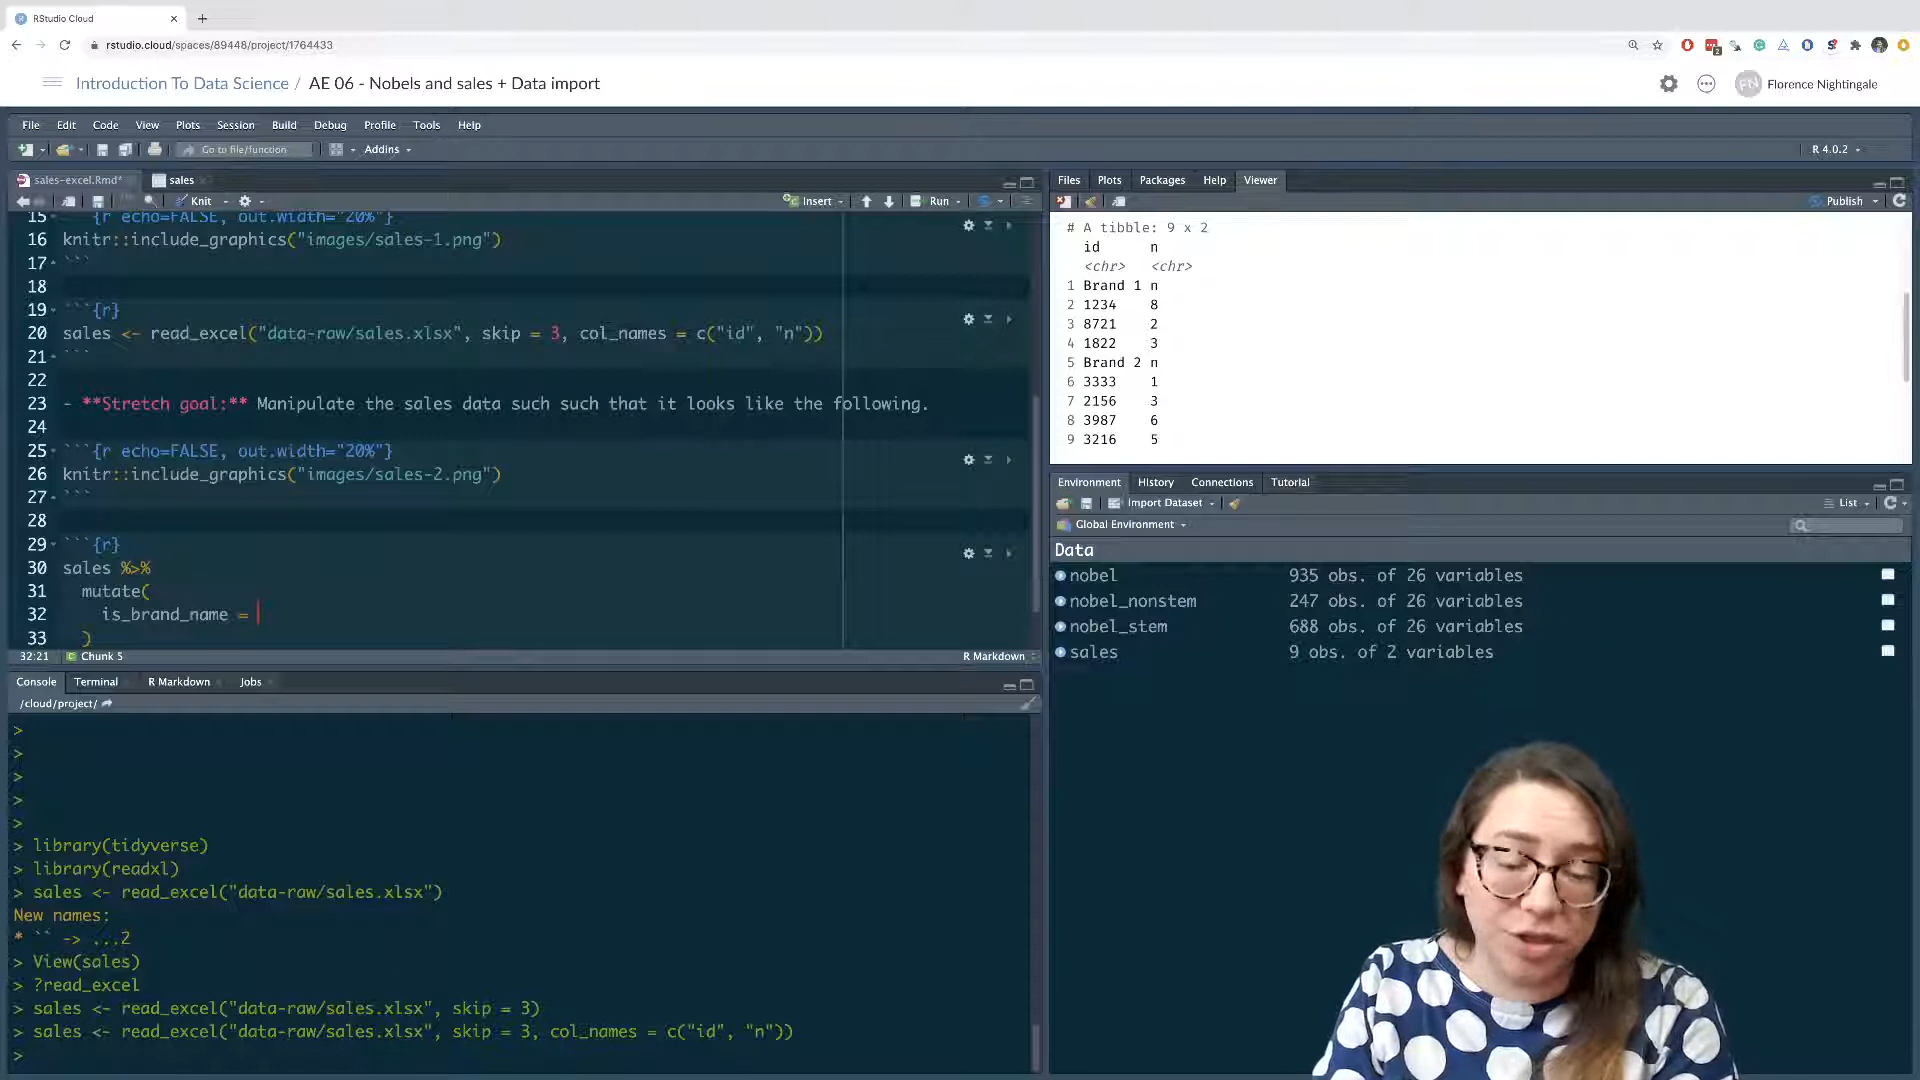 RStudio Cloud
rstudio.cloud/spaces/89448/project/1764433
Introduction To Data Science / AE 06 - Nobels and sales + Data import
FN Florence Nightingale
File Edit Code View Plots Session Build Debug Profile Tools Help
Go to file/function Addins
R 4.0.2
sales-excel.Rmd* sales
Knit Insert Run
15 ```{r echo=FALSE, out.width="20%"}
16 knitr::include_graphics("images/sales-1.png")
17 ```
18
19 ```{r}
20 sales <- read_excel("data-raw/sales.xlsx", skip = 3, col_names = c("id", "n"))
21 ```
22
23 - **Stretch goal:** Manipulate the sales data such such that it looks like the following.
24
25 ```{r echo=FALSE, out.width="20%"}
26 knitr::include_graphics("images/sales-2.png")
27 ```
28
29 ```{r}
30 sales %>%
31 mutate(
32 is_brand_name =
33 )
32:21 Chunk 5 R Markdown
Console Terminal R Markdown Jobs
/cloud/project/
>
>
>
>
>
> library(tidyverse)
> library(readxl)
> sales <- read_excel("data-raw/sales.xlsx")
New names:
* `` -> ...2
> View(sales)
> ?read_excel
> sales <- read_excel("data-raw/sales.xlsx", skip = 3)
> sales <- read_excel("data-raw/sales.xlsx", skip = 3, col_names = c("id", "n"))
>
Files Plots Packages Help Viewer
Publish
# A tibble: 9 x 2
id n
<chr> <chr>
1 Brand 1 n
2 1234 8
3 8721 2
4 1822 3
5 Brand 2 n
6 3333 1
7 2156 3
8 3987 6
9 3216 5
Environment History Connections Tutorial
Import Dataset List
Global Environment
Data
nobel 935 obs. of 26 variables
nobel_nonstem 247 obs. of 26 variables
nobel_stem 688 obs. of 26 variables
sales 9 obs. of 2 variables